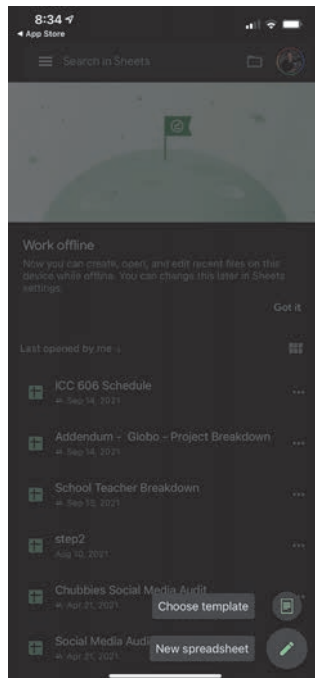 8:34
◀ App Store
Search in Sheets
Work offline
Now you can create, open, and edit recent files on this
device while offline. You can change this later in Sheets
settings.
Got it
Last opened by me ↓
ICC 606 Schedule
Sep 14, 2021
Addendum - Globo - Project Breakdown
Sep 14, 2021
School Teacher Breakdown
Sep 13, 2021
step2
Aug 10, 2021
Chubbies Social Media Audit
Apr 21, 2021
Choose template
Social Media Audi
Apr 21, 2021
New spreadsheet